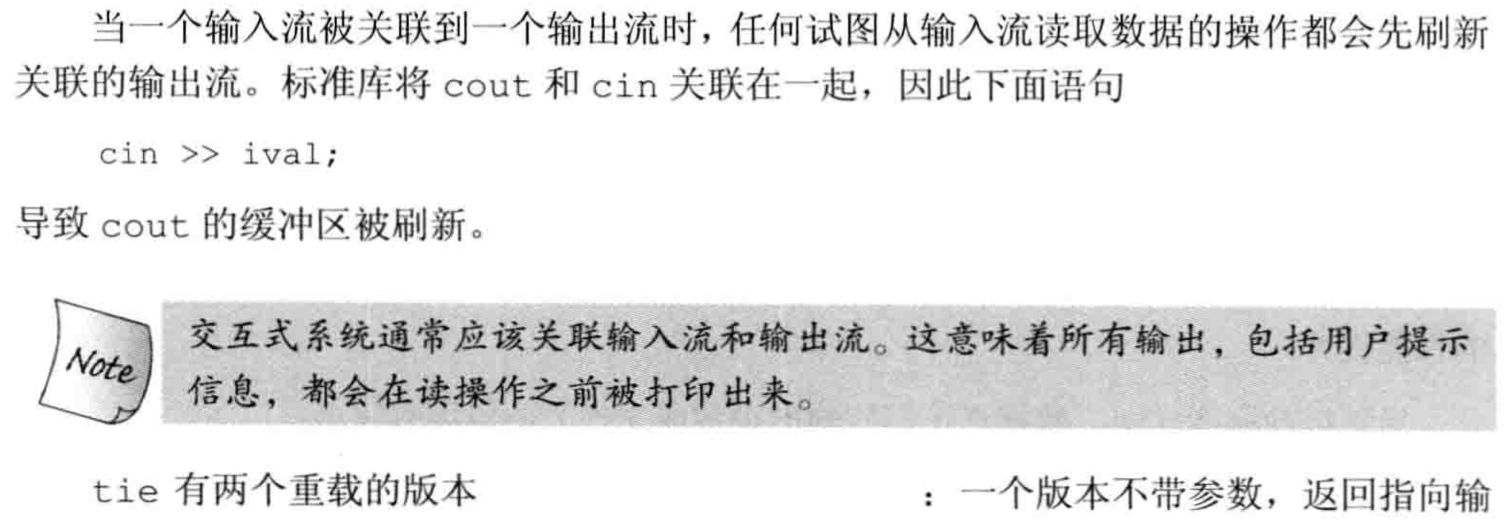 当一个输入流被关联到一个输出流时，任何试图从输入流读取数据的操作都会先刷新
关联的输出流。标准库将 cout 和 cin 关联在一起，因此下面语句
cin >> ival;
导致 cout 的缓冲区被刷新。
Note
交互式系统通常应该关联输入流和输出流。这意味着所有输出，包括用户提示
信息，都会在读操作之前被打印出来。
tie 有两个重载的版本 ：一个版本不带参数，返回指向输